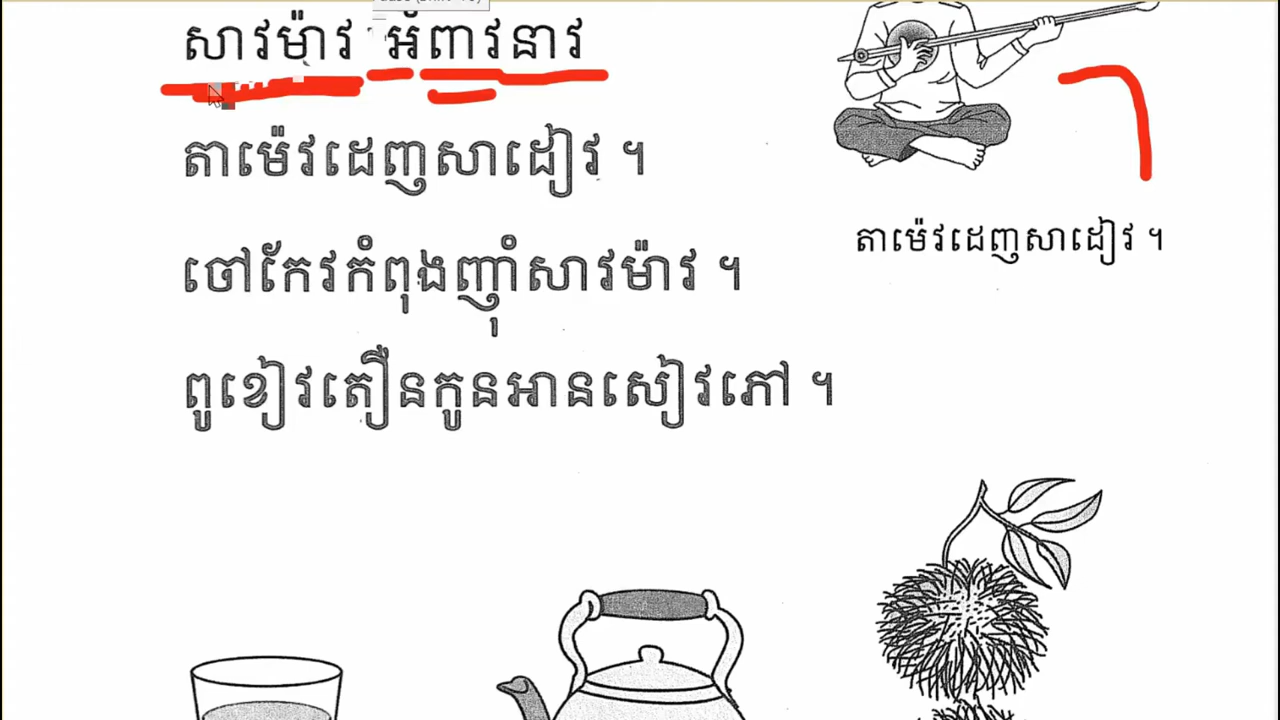 សាវម៉ាវ អំពាវនាវ
តាម៉េវដេញសាដៀវ ។
ចៅកែវកំពុងញ៉ាំសាវម៉ាវ ។
ពូខៀវតឿនកូនអានសៀវភៅ ។
តាម៉េវដេញសាដៀវ ។